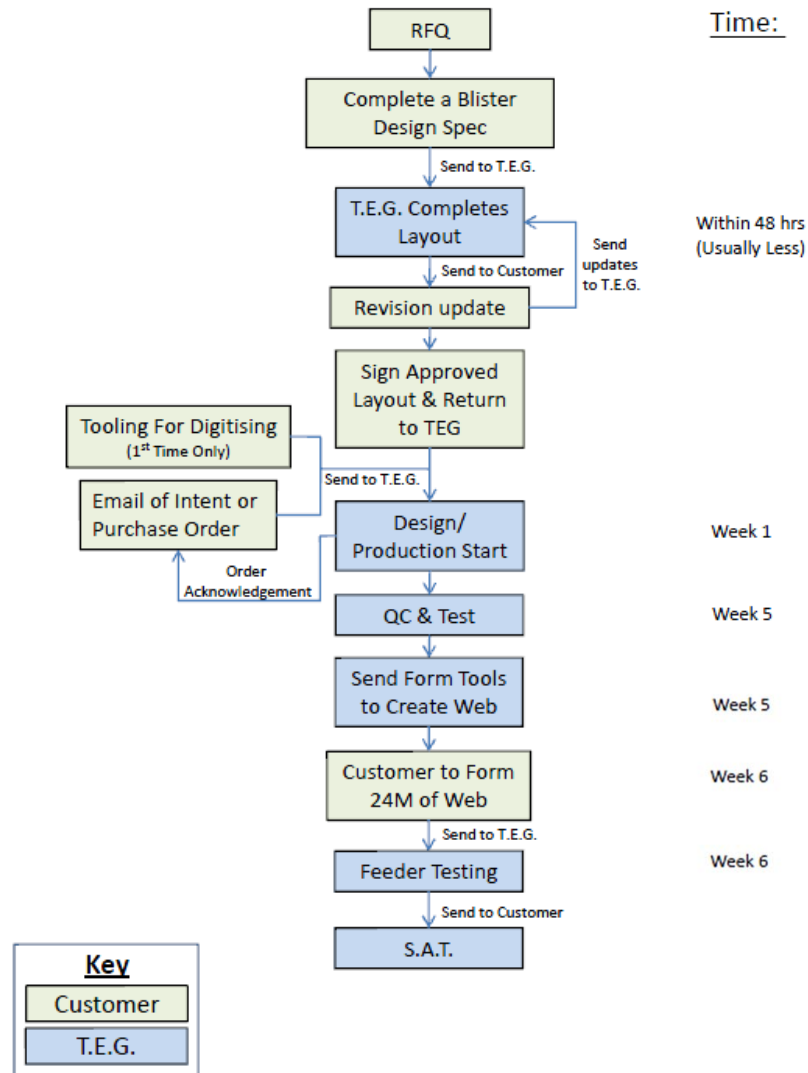 RFQ
Time:
Complete a Blister
Design Spec
Send to T.E.G.
T.E.G. Completes
Layout
Within 48 hrs
(Usually Less)
Send
updates
to T.E.G.
Send to Customer
Revision update
Sign Approved
Layout & Return
to TEG
Tooling For Digitising
(1st Time Only)
Send to T.E.G.
Email of Intent or
Purchase Order
Design/
Production Start
Week 1
Order
Acknowledgement
QC & Test
Week 5
Send Form Tools
to Create Web
Week 5
Customer to Form
24M of Web
Week 6
Send to T.E.G.
Feeder Testing
Week 6
Send to Customer
S.A.T.
Key
Customer
T.E.G.